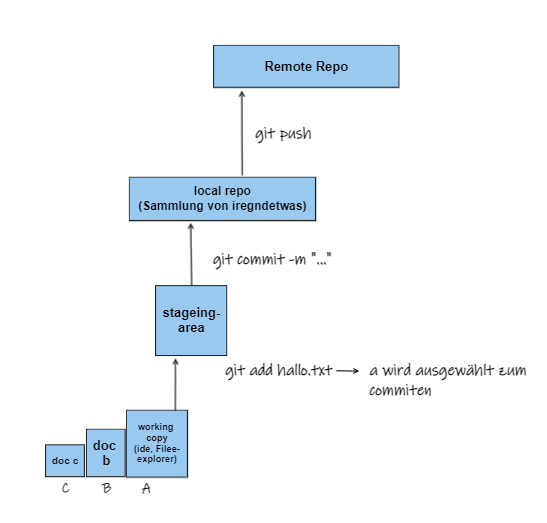 Remote Repo
git push
local repo
(Sammlung von iregndetwas)
git commit -m "..."
stageing-
area
git add hallo.txt → a wird ausgewählt zum
commiten
working
copy
(ide, Filee-
explorer)
doc
b
doc c
C B A